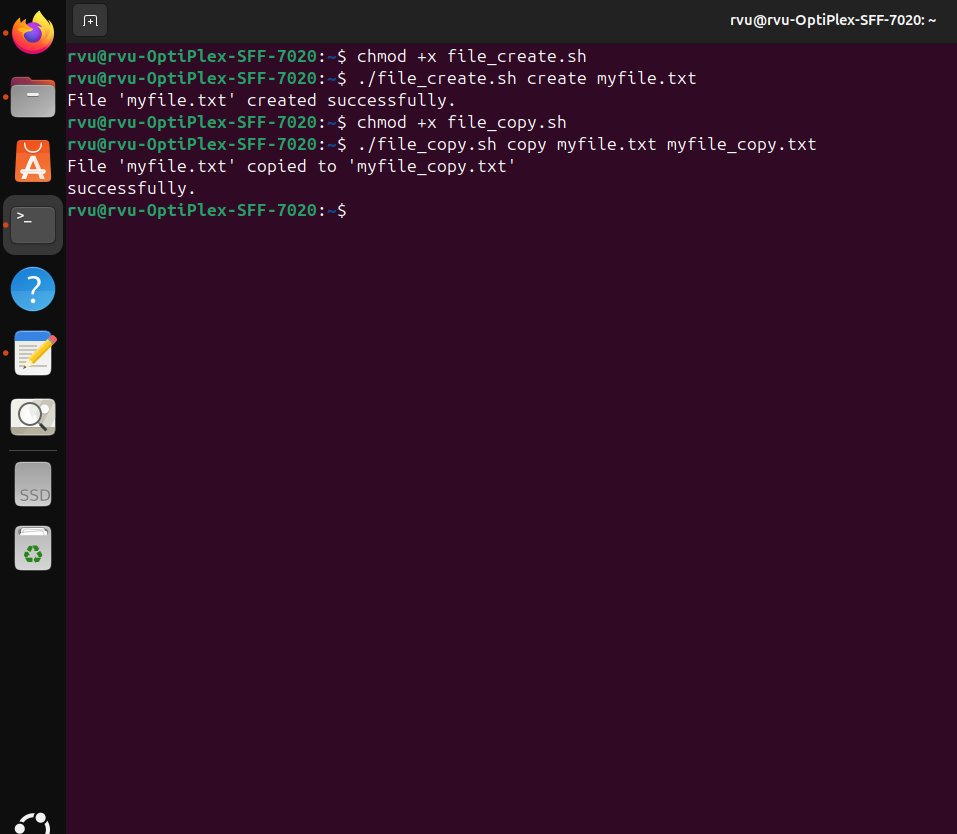 rvu@rvu-OptiPlex-SFF-7020: ~
rvu@rvu-OptiPlex-SFF-7020:~$ chmod +x file_create.sh
rvu@rvu-OptiPlex-SFF-7020:~$ ./file_create.sh create myfile.txt
File 'myfile.txt' created successfully.
rvu@rvu-OptiPlex-SFF-7020:~$ chmod +x file_copy.sh
rvu@rvu-OptiPlex-SFF-7020:~$ ./file_copy.sh copy myfile.txt myfile_copy.txt
File 'myfile.txt' copied to 'myfile_copy.txt'
successfully.
rvu@rvu-OptiPlex-SFF-7020:~$
>_
?
SSD